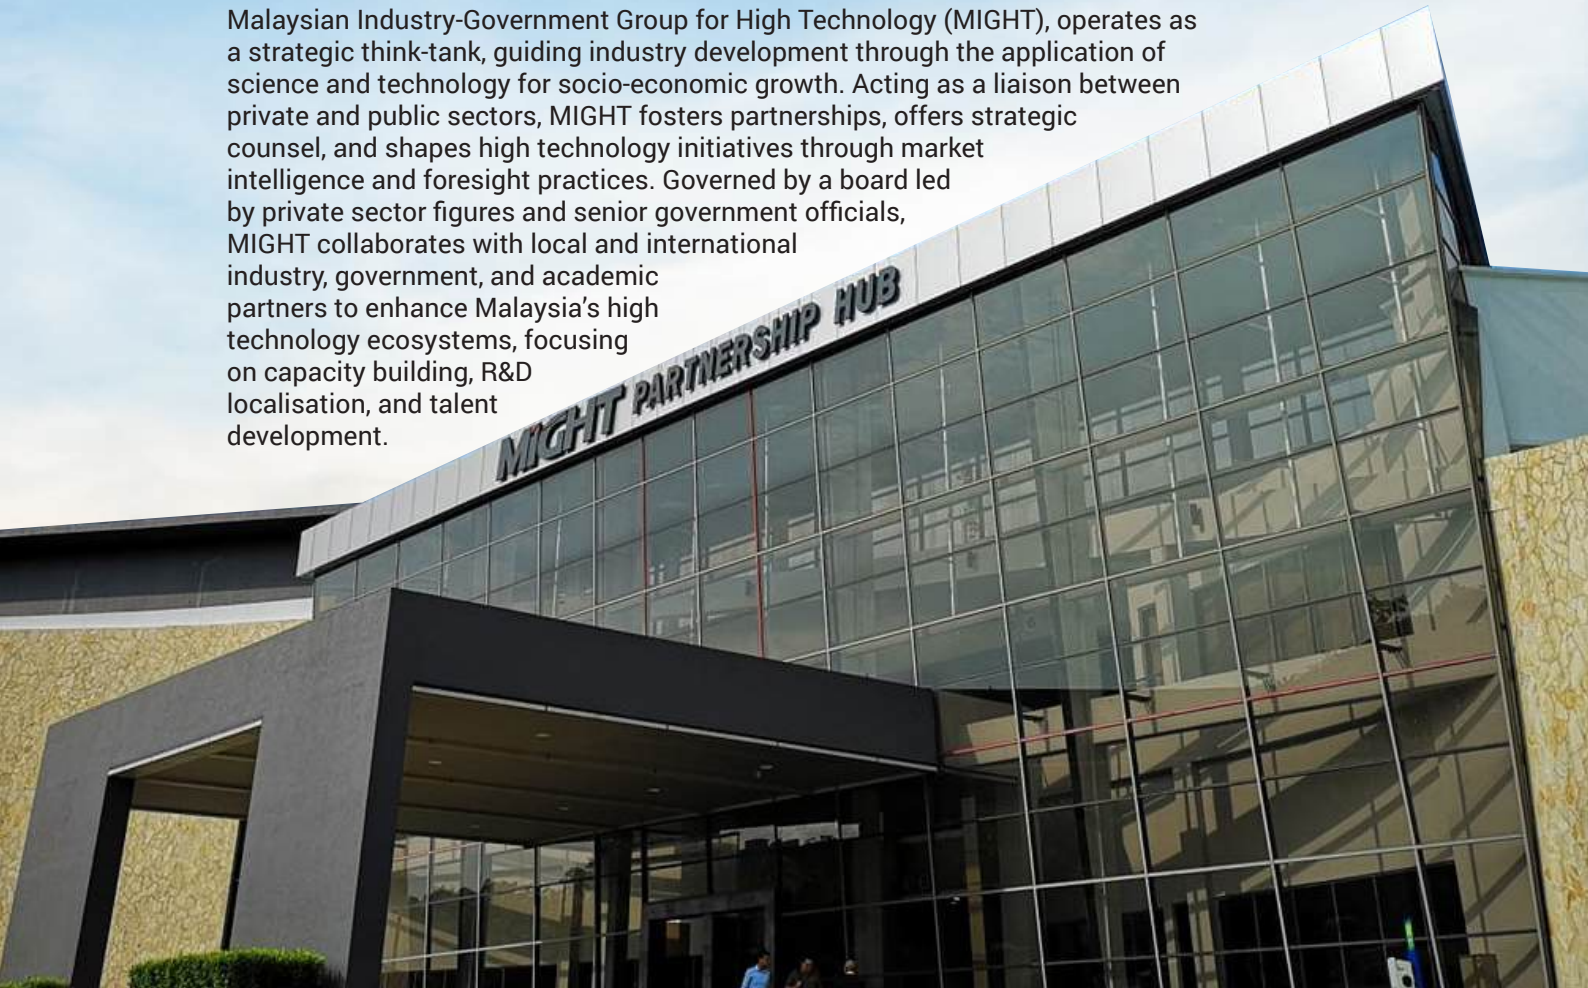 Malaysian Industry-Government Group for High Technology (MIGHT), operates as
a strategic think-tank, guiding industry development through the application of
science and technology for socio-economic growth. Acting as a liaison between
private and public sectors, MIGHT fosters partnerships, offers strategic
counsel, and shapes high technology initiatives through market
intelligence and foresight practices. Governed by a board led
by private sector figures and senior government officials,
MIGHT collaborates with local and international
industry, government, and academic
partners to enhance Malaysia’s high
technology ecosystems, focusing
on capacity building, R&D
localisation, and talent
development.
MiGHT PARTNERSHIP HUB